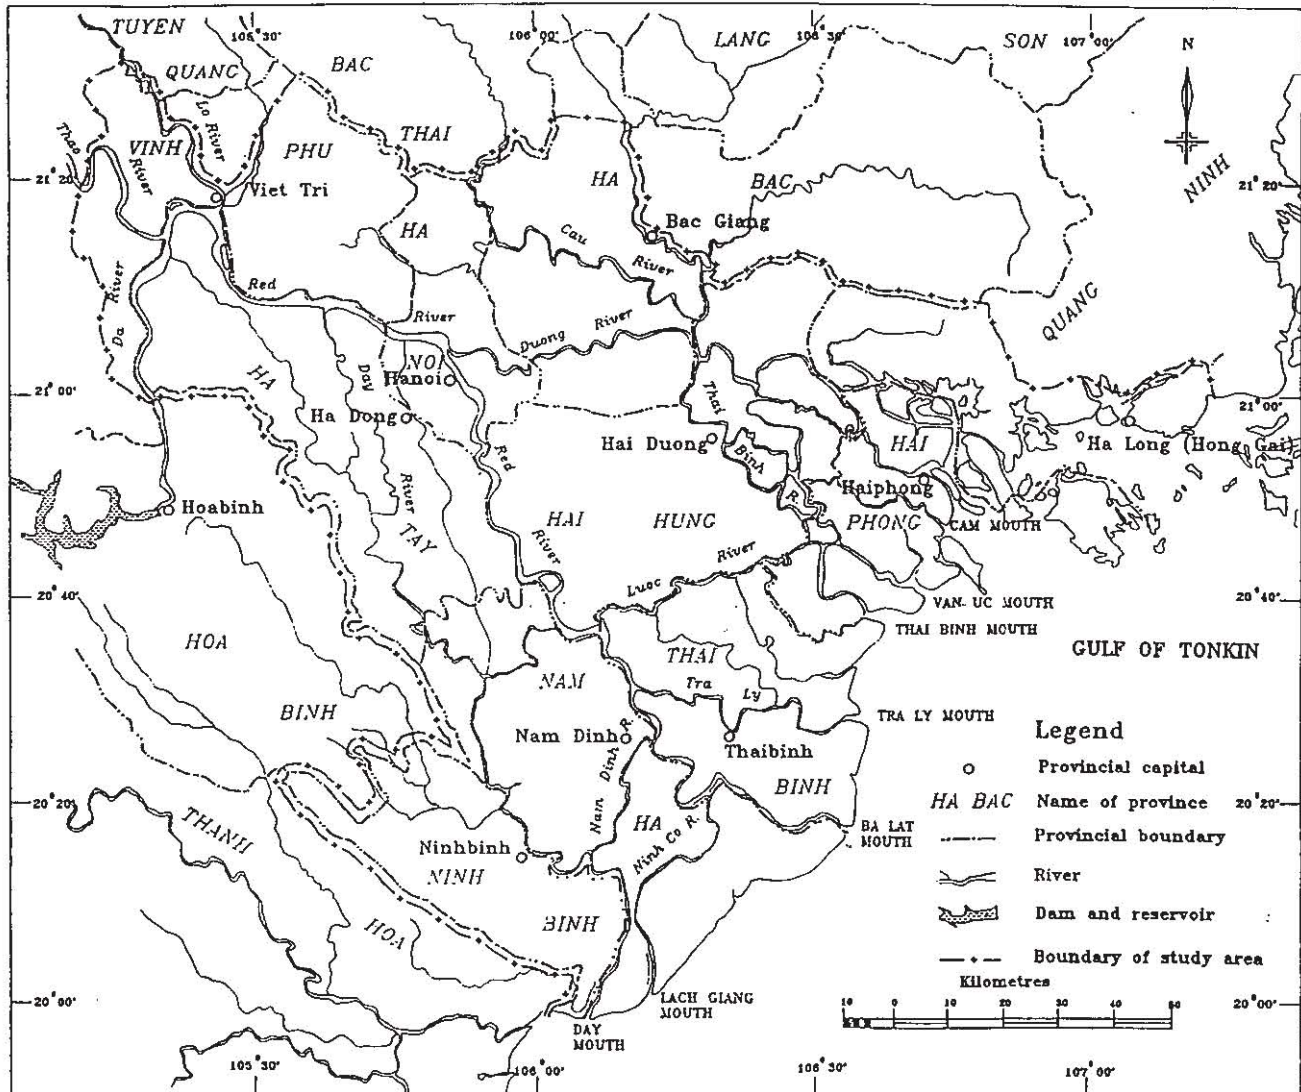 TUYEN
105° 30'
106° 00'
LANG
106° 30'
SON
107° 00'
N
QUANG
BAC
Lo River
Thao River
VINH
PHU
THAI
HA
BAC
NINH
21° 20'
21° 20'
Viet Tri
HA
Bac Giang
Cau River
Da River
Red River
Duong River
QUANG
NOI
Hanoi
HA
Day River
Thai
21° 00'
21° 00'
Ha Dong
Hai Duong
Binh
R.
HAI
Ha Long (Hong Gai)
Red River
Hoabinh
Haiphong
HAI
HUNG
PHONG
CAM MOUTH
TAY
Luoc River
20° 40'
20° 40'
VAN UC MOUTH
THAI BINH MOUTH
HOA
THAI
GULF OF TONKIN
NAM
Tra Ly
BINH
TRA LY MOUTH
Nam Dinh
Thaibinh
Nan Dinh R.
BINH
20° 20'
20° 20'
THANH
HA
Ninh Co R.
BA LAT
MOUTH
Ninhbinh
NINH
HOA
BINH
LACH GIANG
MOUTH
20° 00'
20° 00'
DAY
MOUTH
Legend
Provincial capital
HA BAC Name of province
Provincial boundary
River
Dam and reservoir
Boundary of study area
Kilometres
10 0 10 20 30 40 50
105° 30'
106° 00'
106° 30'
107° 00'